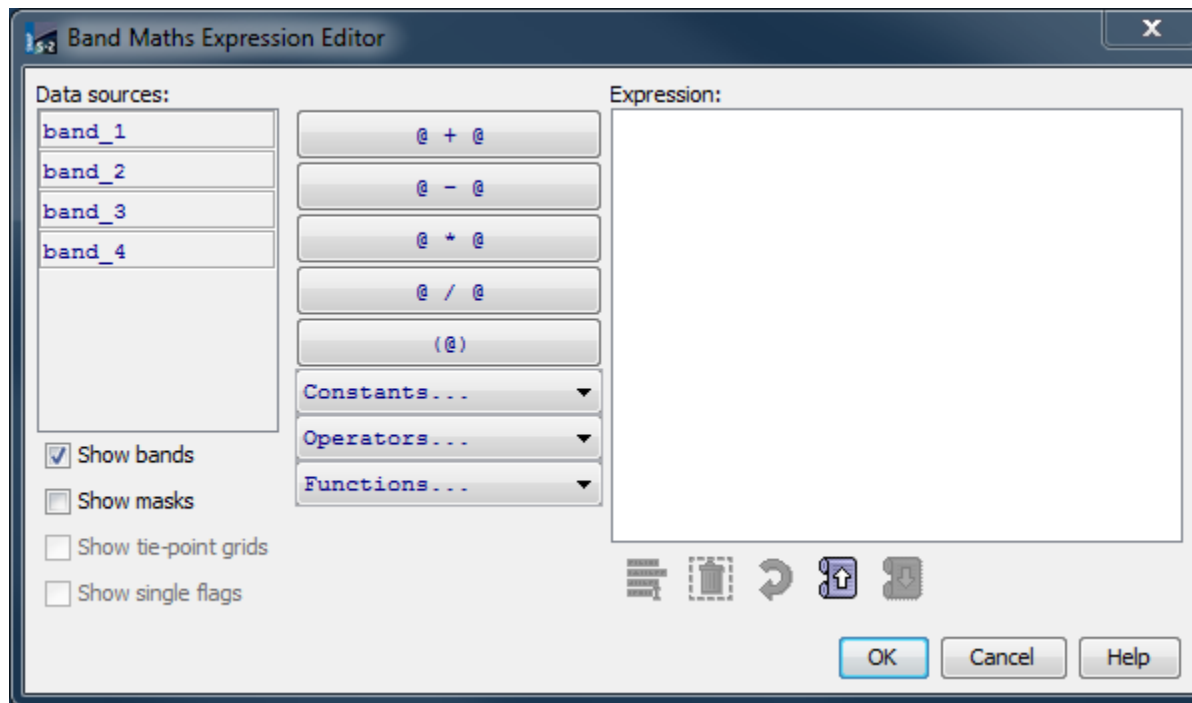 Band Maths Expression Editor
Data sources:
band_1
band_2
band_3
band_4
@ + @
@ - @
@ * @
@ / @
(@)
Constants...
Operators...
Functions...
Show bands
Show masks
Show tie-point grids
Show single flags
Expression:
OK
Cancel
Help